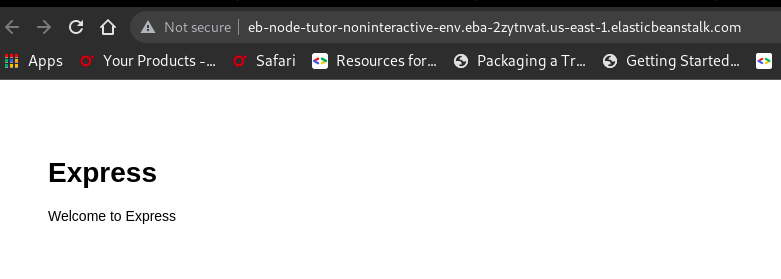 Not secure eb-node-tutor-noninteractive-env.eba-2zytnvat.us-east-1.elasticbeanstalk.com
Apps Your Products -... Safari Resources for... Packaging a Tr... Getting Started...
Express
Welcome to Express